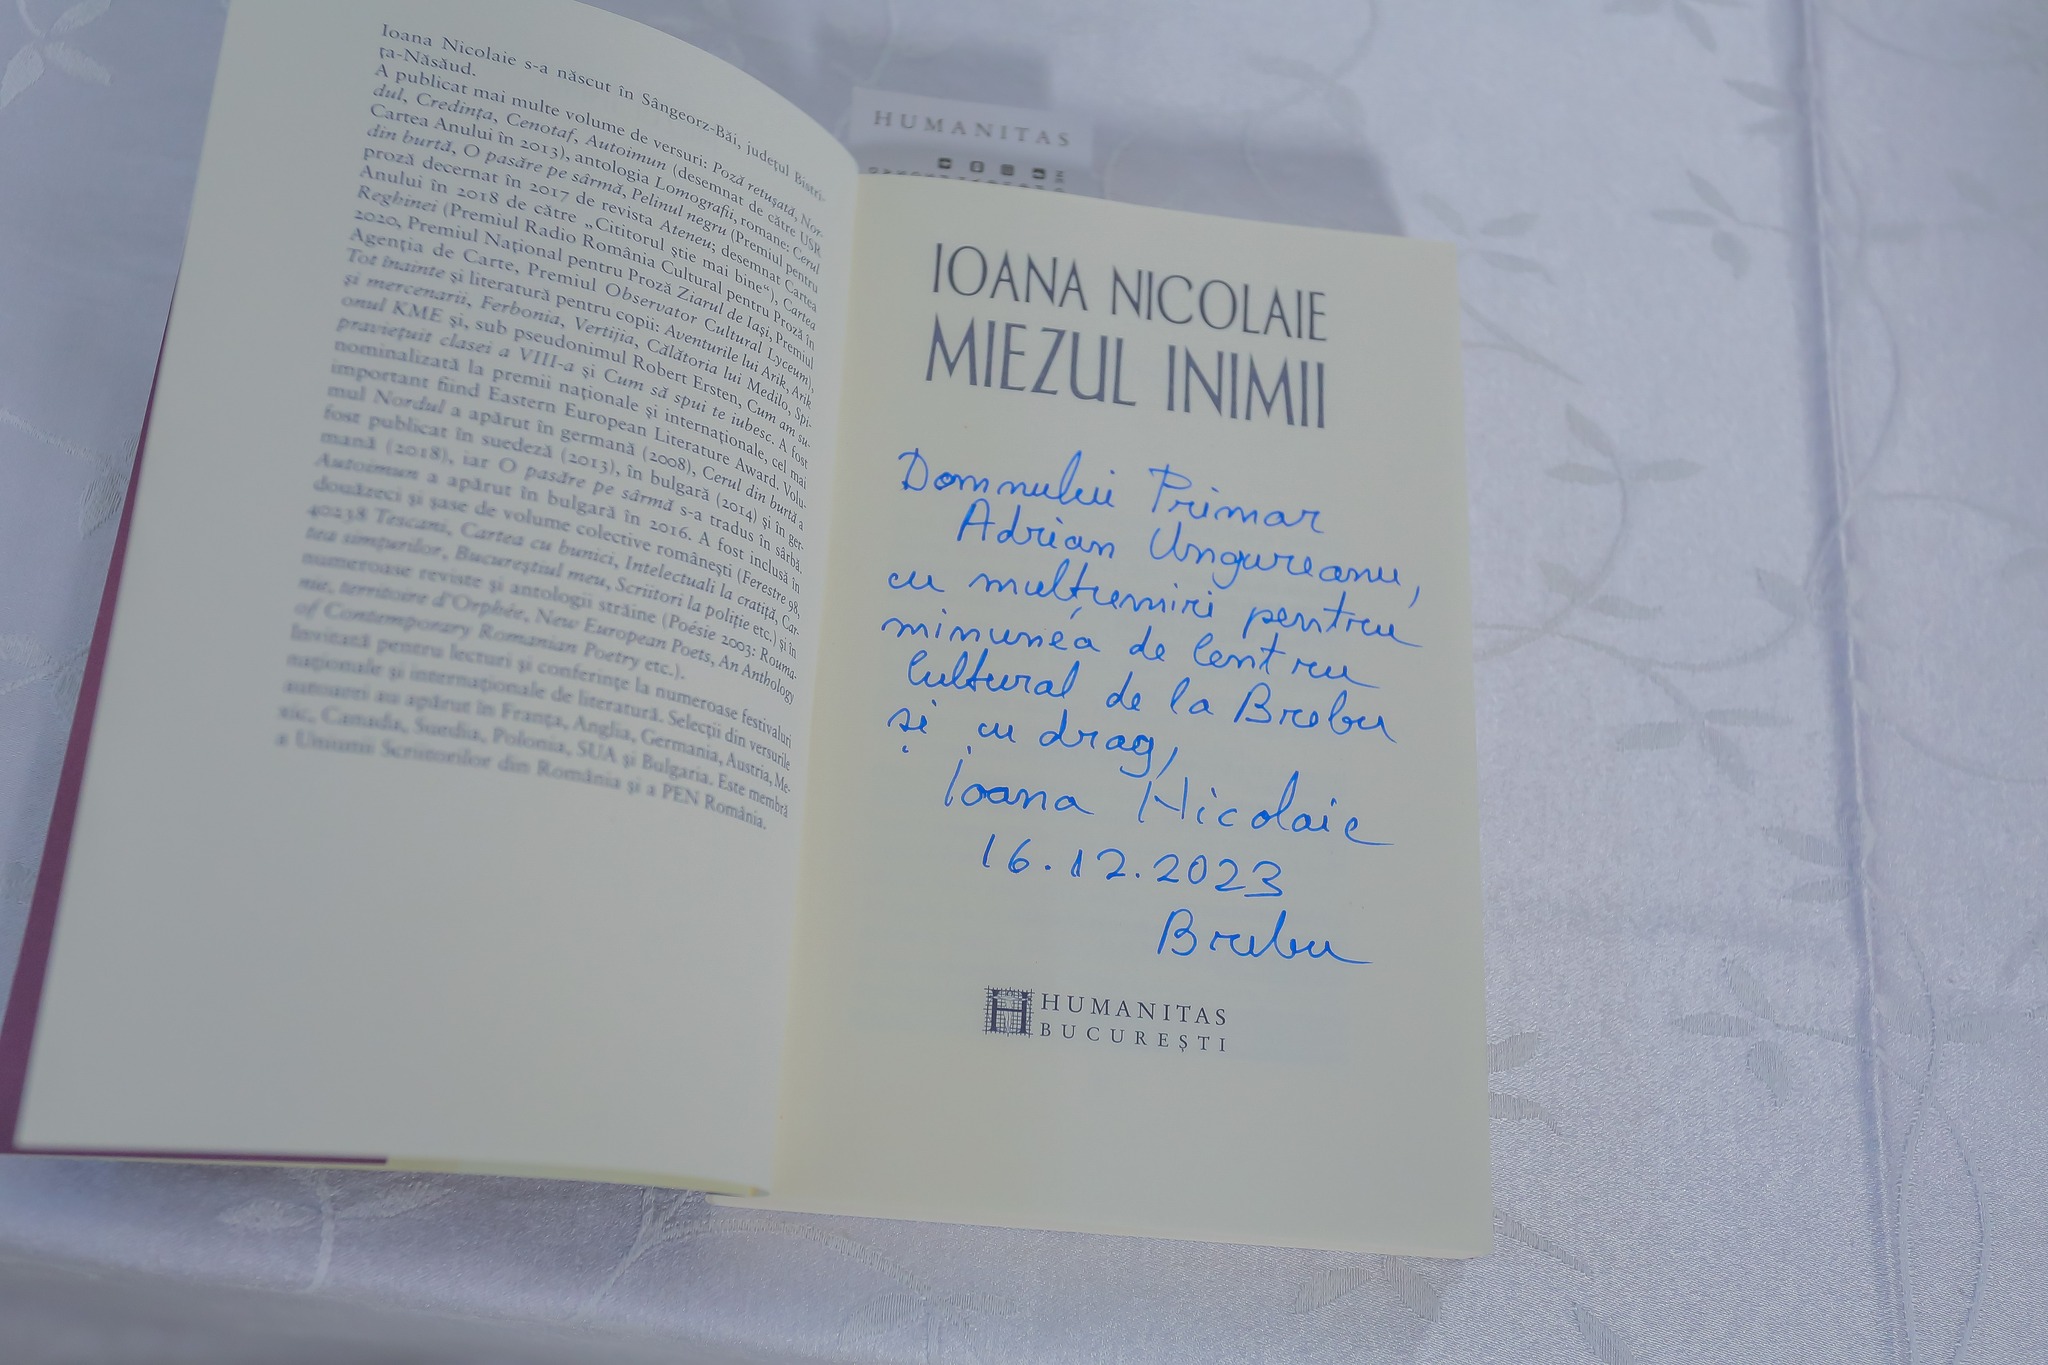 Ioana Nicolaie s-a născut în Sângeorz-Băi, județul Bistri-
ța-Năsăud.
A publicat mai multe volume de versuri: Poză retușată, Nor-
dul, Credința, Cenotaf, Autoimun (desemnat de către USR
Cartea Anului în 2013), antologia Lomografii, romane: Cerul
din burtă, O pasăre pe sârmă, Pelinul negru (Premiul pentru
proză decernat în 2017 de revista Ateneu; desemnat Cartea
Anului în 2018 de către „Cititorul știe mai bine“), Cartea
Reghinei (Premiul Radio România Cultural pentru Proză în
2020, Premiul Național pentru Proză Ziarul de Iași, Premiul
Agenția de Carte, Premiul Observator Cultural Lyceum),
Tot înainte și literatură pentru copii: Aventurile lui Arik, Arik
și mercenarii, Ferbonia, Vertijia, Călătoria lui Medilo, Spi-
onul KME și, sub pseudonimul Robert Ersten, Cum am su-
praviețuit clasei a VIII-a și Cum să spui te iubesc. A fost
nominalizată la premii naționale și internaționale, cel mai
important fiind Eastern European Literature Award. Volu-
mul Nordul a apărut în germană (2008), Cerul din burtă a
fost publicat în suedeză (2013), în bulgară (2014) și în ger-
mană (2018), iar O pasăre pe sârmă s-a tradus în sârbă.
Autoimun a apărut în bulgară în 2016. A fost inclusă în
douăzeci și șase de volume colective românești (Ferestre 98,
40238 Tescani, Cartea cu bunici, Intelectuali la cratiță, Car-
tea simțurilor, Bucureștiul meu, Scriitori la poliție etc.) și în
numeroase reviste și antologii străine (Poésie 2003: Rouma-
nie, territoire d’Orphée, New European Poets, An Anthology
of Contemporary Romanian Poetry etc.).
Invitată pentru lecturi și conferințe la numeroase festivaluri
naționale și internaționale de literatură. Selecții din versurile
autoarei au apărut în Franța, Anglia, Germania, Austria, Me-
xic, Canada, Suedia, Polonia, SUA și Bulgaria. Este membră
a Uniunii Scriitorilor din România și a PEN România.
HUMANITAS
IOANA NICOLAIE
MIEZUL INIMII
Domnului Primar
Adrian Ungureanu,
cu mulțumiri pentru
minunea de Centru
Cultural de la Brebu
și cu drag,
Ioana Nicolaie
16.12.2023
Brebu
HUMANITAS
BUCUREȘTI